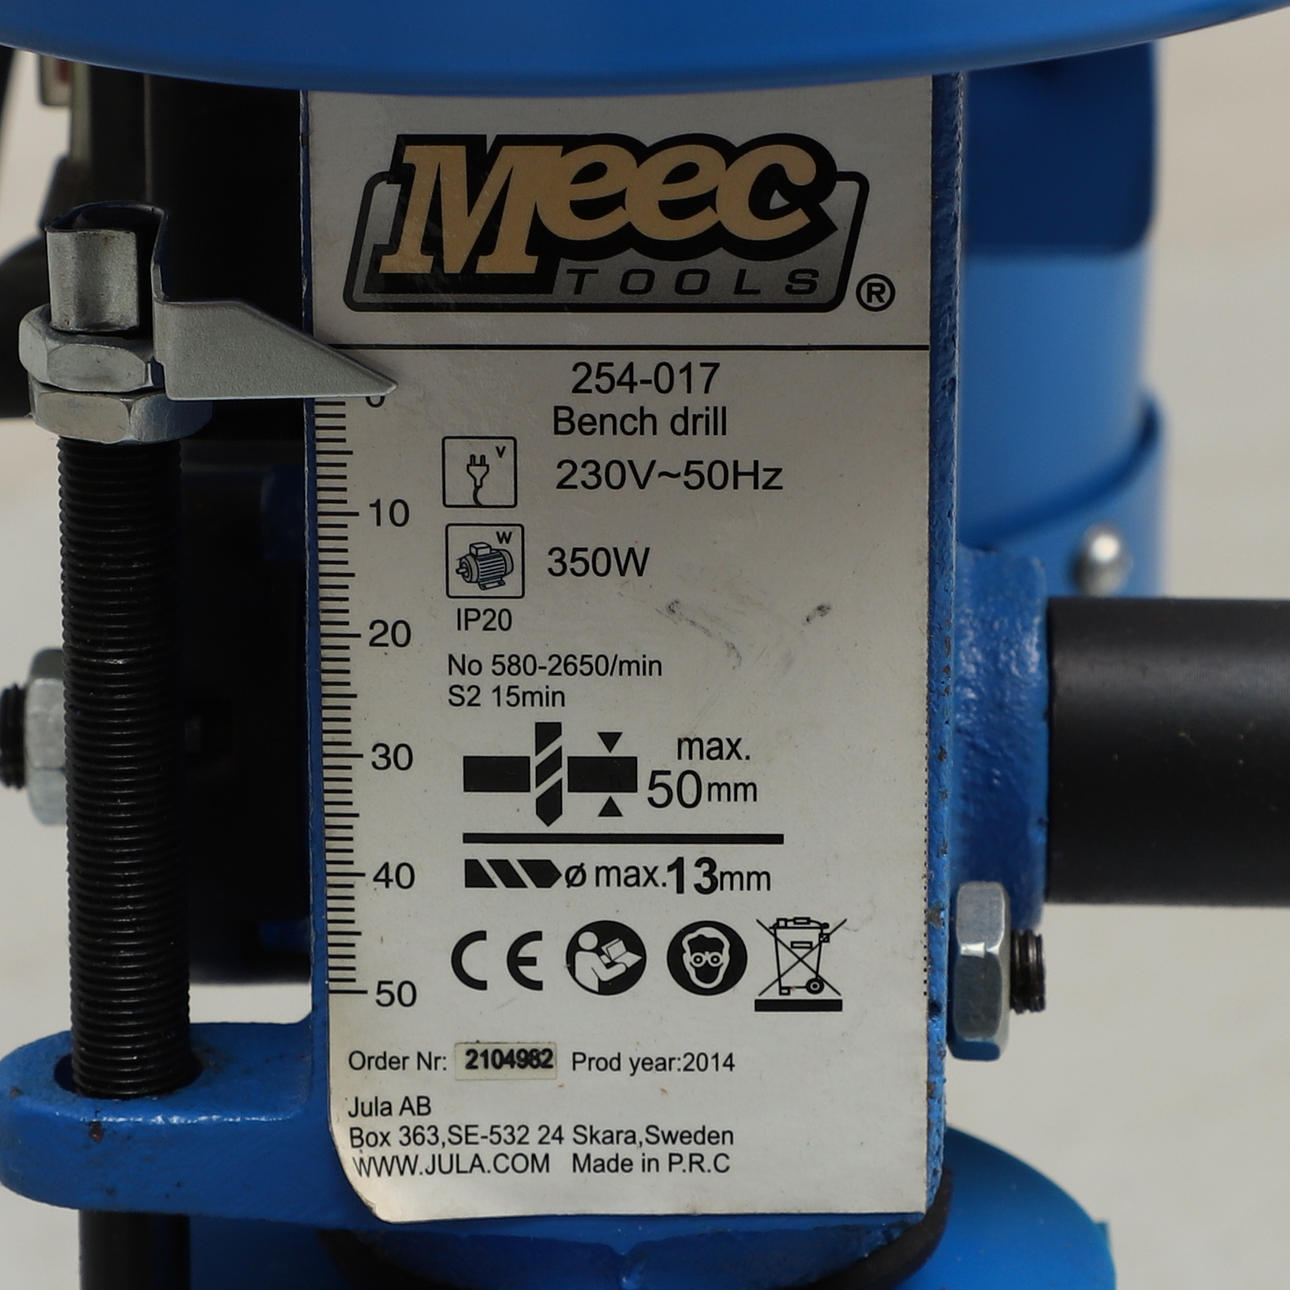 Meec
TOOLS ®
254-017
Bench drill
V
230V~50Hz
W
350W
IP20
No 580-2650/min
S2 15min
max.
50mm
ø max.13mm
0
10
20
30
40
50
CE
Order Nr: 2104982 Prod year:2014
Jula AB
Box 363,SE-532 24 Skara,Sweden
WWW.JULA.COM Made in P.R.C